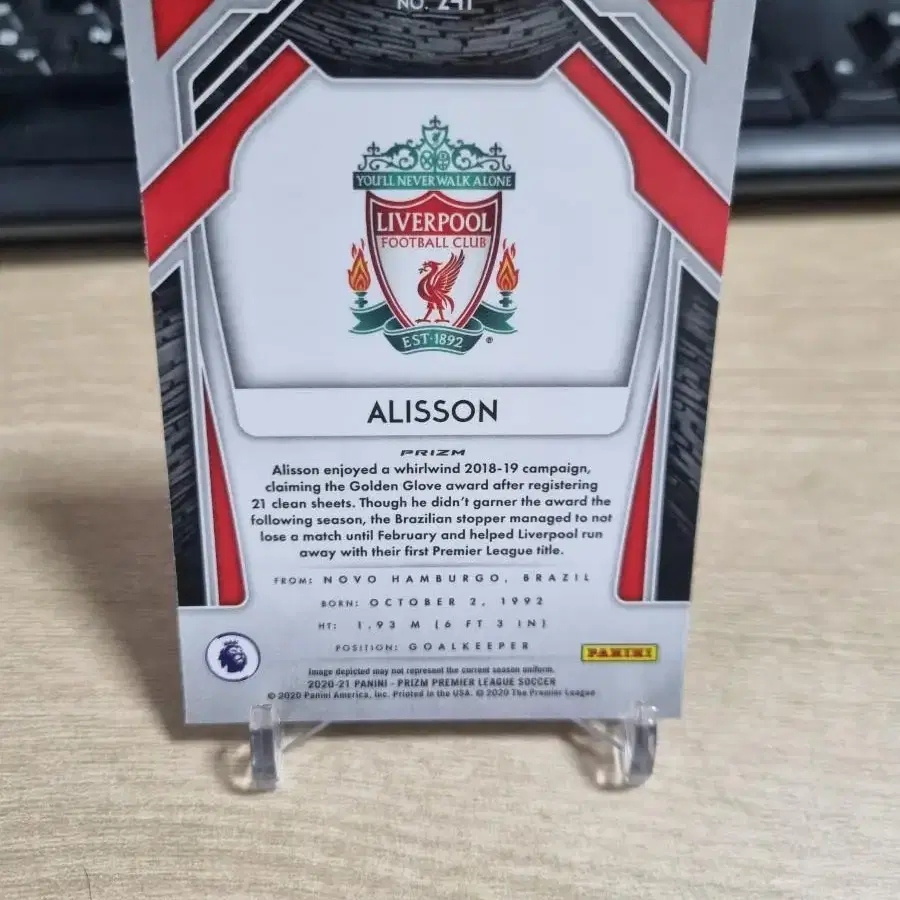 NO. 241
YOU'LL NEVER WALK ALONE
LIVERPOOL
FOOTBALL CLUB
EST·1892
®
ALISSON
PRIZM
Alisson enjoyed a whirlwind 2018-19 campaign,
claiming the Golden Glove award after registering
21 clean sheets. Though he didn't garner the award the
following season, the Brazilian stopper managed to not
lose a match until February and helped Liverpool run
away with their first Premier League title.
FROM: NOVO HAMBURGO, BRAZIL
BORN: OCTOBER 2, 1992
HT: 1.93 M (6 FT 3 IN)
POSITION: GOALKEEPER
PANINI
Image depicted may not represent the current season uniform.
2020-21 PANINI - PRIZM PREMIER LEAGUE SOCCER
© 2020 Panini America, Inc. Printed in the USA. © 2020 The Premier League